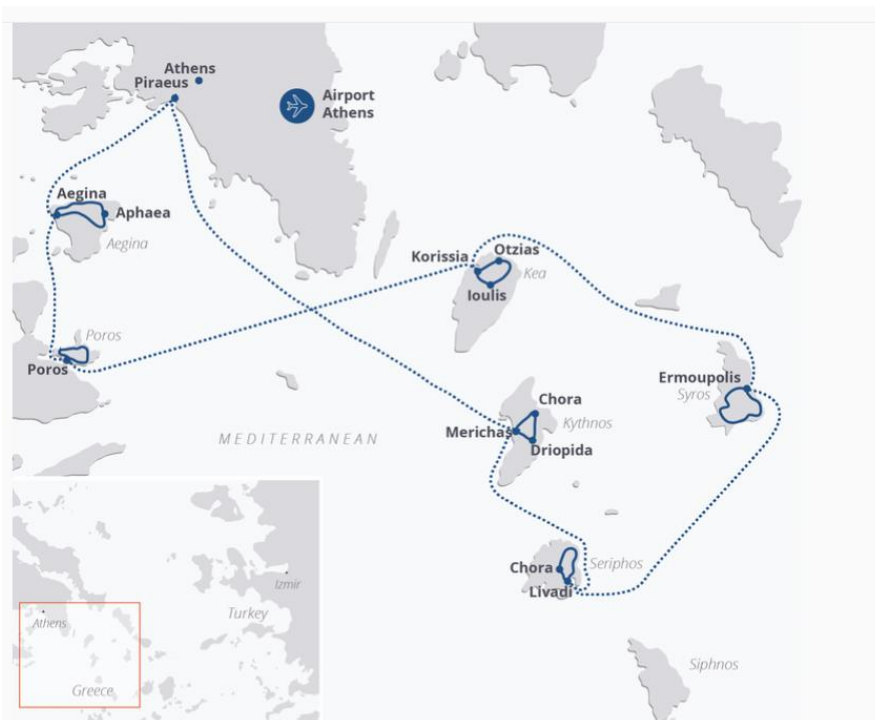 Athens
Piraeus
Airport
Athens
Aegina
Aphaea
Aegina
Korissia
Otzias
Kea
Ioulis
Poros
Poros
Ermoupolis
Syros
Chora
Kythnos
Merichas
Driopida
MEDITERRANEAN
Chora
Seriphos
Livadi
Izmir
Athens
Turkey
Greece
Siphnos